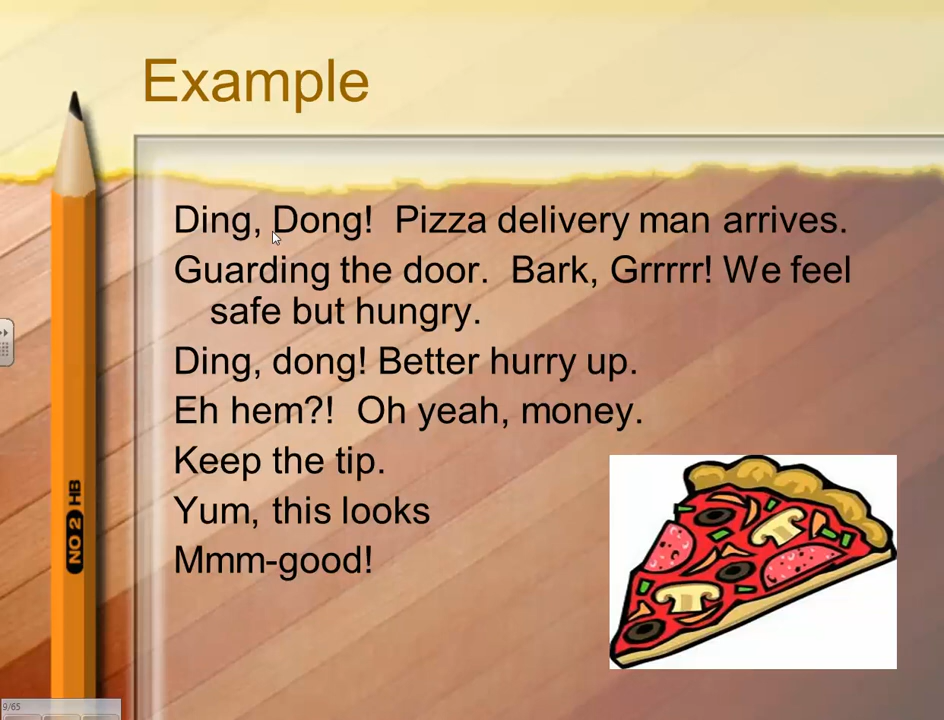 Example
Ding, Dong!  Pizza delivery man arrives.
Guarding the door.  Bark, Grrrrr! We feel
safe but hungry.
Ding, dong! Better hurry up.
Eh hem?!  Oh yeah, money.
Keep the tip.
Yum, this looks
Mmm-good!
NO 2 HB
9/65